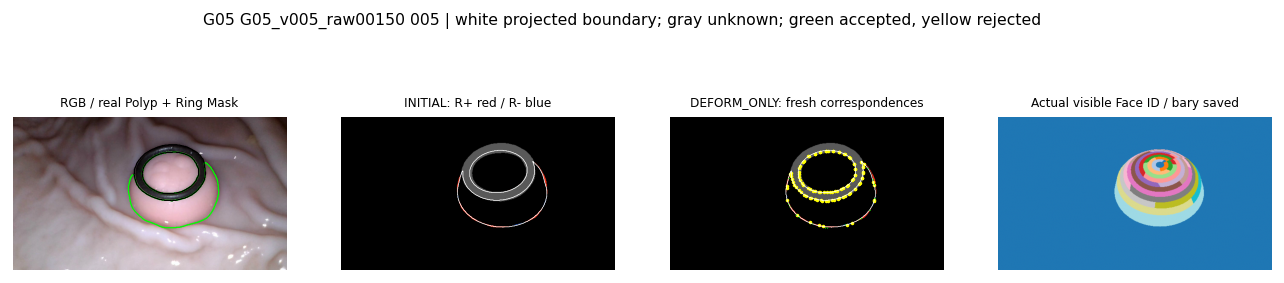 G05 G05_v005_raw00150 005 | white projected boundary; gray unknown; green accepted, yellow rejected
RGB / real Polyp + Ring Mask
INITIAL: R+ red / R- blue
DEFORM_ONLY: fresh correspondences
Actual visible Face ID / bary saved